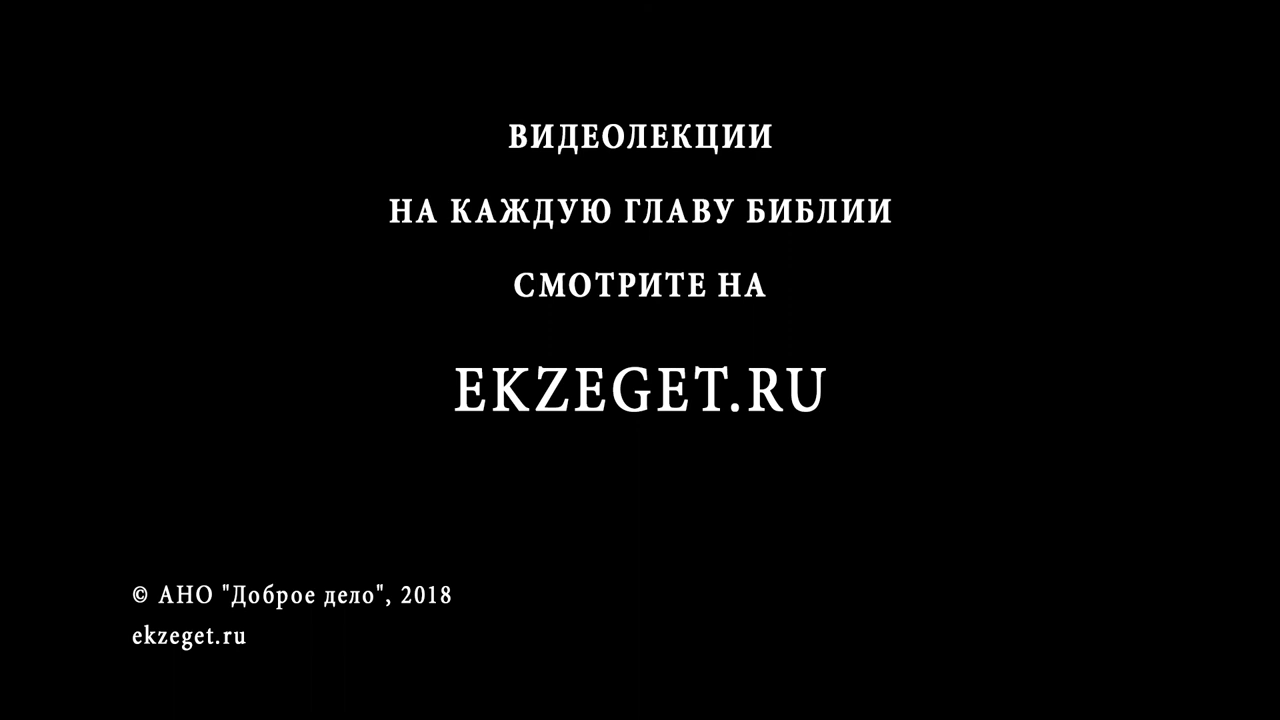 ВИДЕОЛЕКЦИИ
НА КАЖДУЮ ГЛАВУ БИБЛИИ
СМОТРИТЕ НА
EKZEGET.RU
© АНО "Доброе дело", 2018
ekzeget.ru